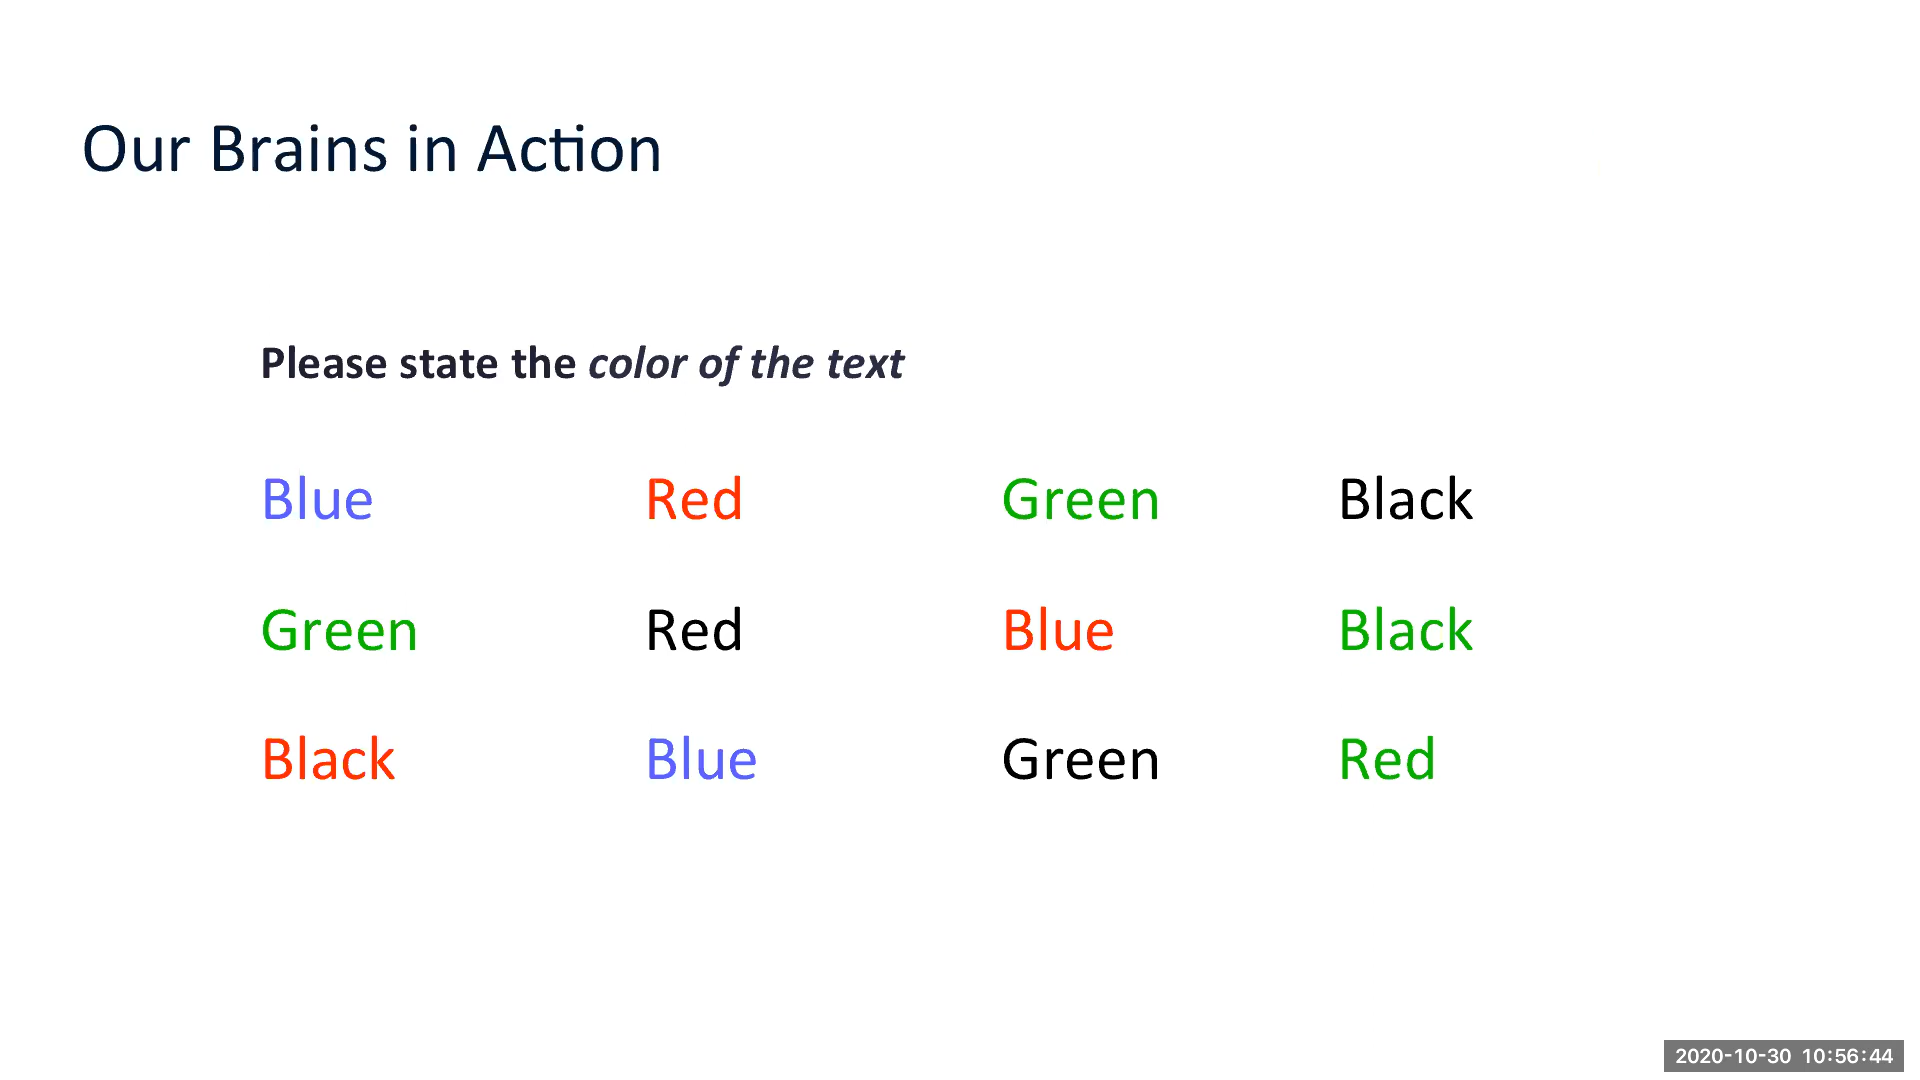 Our Brains in Action
Please state the color of the text
Blue Red Green Black
Green Red Blue Black
Black Blue Green Red
2020-10-30 10:56:44